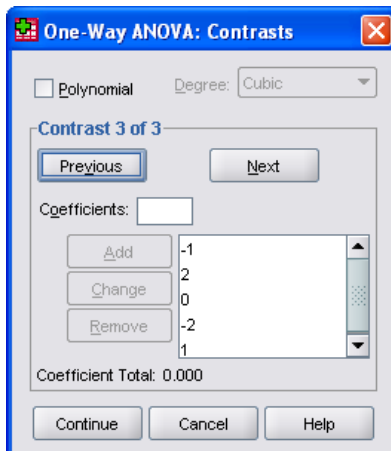 One-Way ANOVA: Contrasts
Polynomial Degree: Cubic
Contrast 3 of 3
Previous Next
Coefficients:
Add
Change
Remove
-1
2
0
-2
1
Coefficient Total: 0.000
Continue Cancel Help